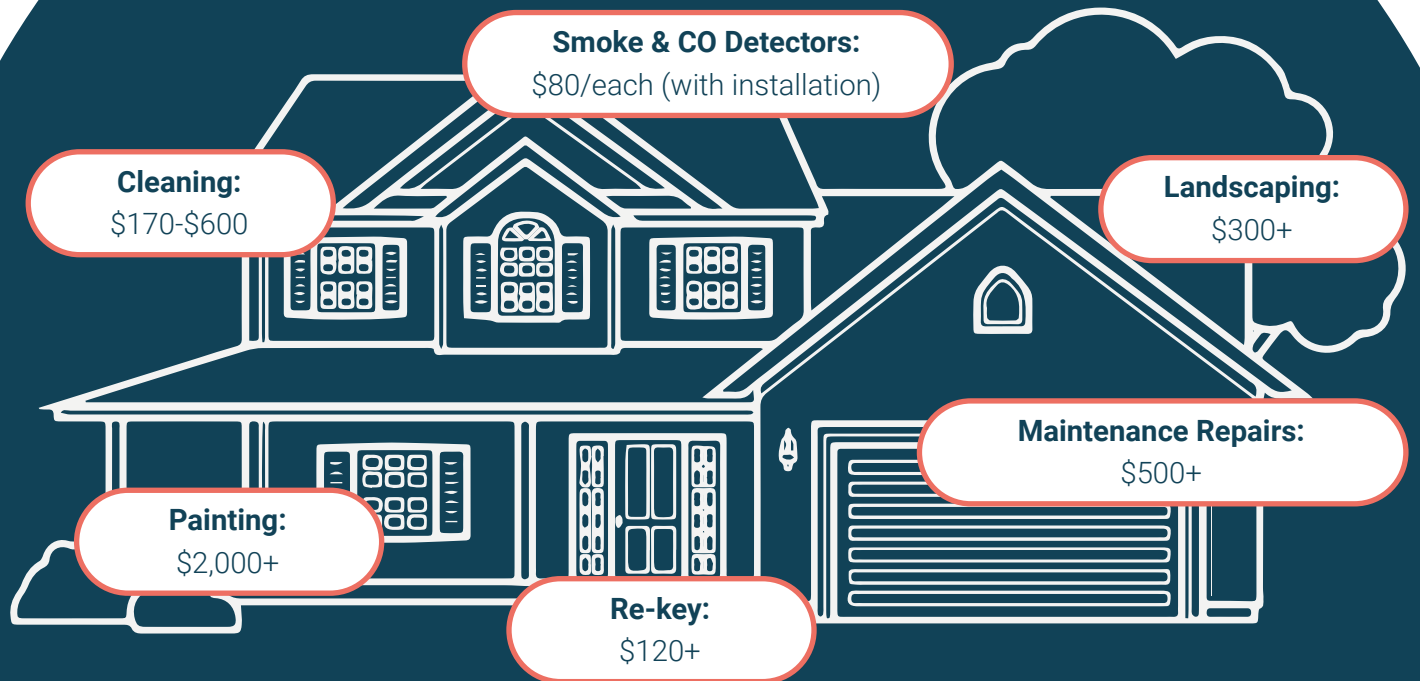 Smoke & CO Detectors:
$80/each (with installation)
Cleaning:
$170-$600
Landscaping:
$300+
Maintenance Repairs:
$500+
Painting:
$2,000+
Re-key:
$120+